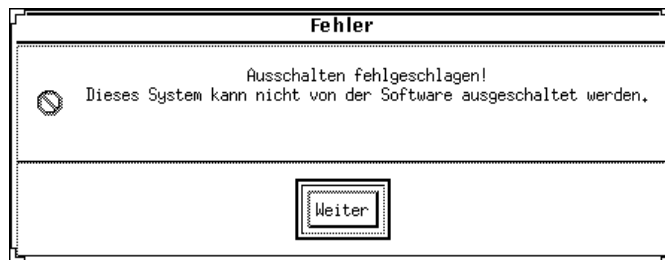 Fehler
Ausschalten fehlgeschlagen!
Dieses System kann nicht von der Software ausgeschaltet werden.
Weiter